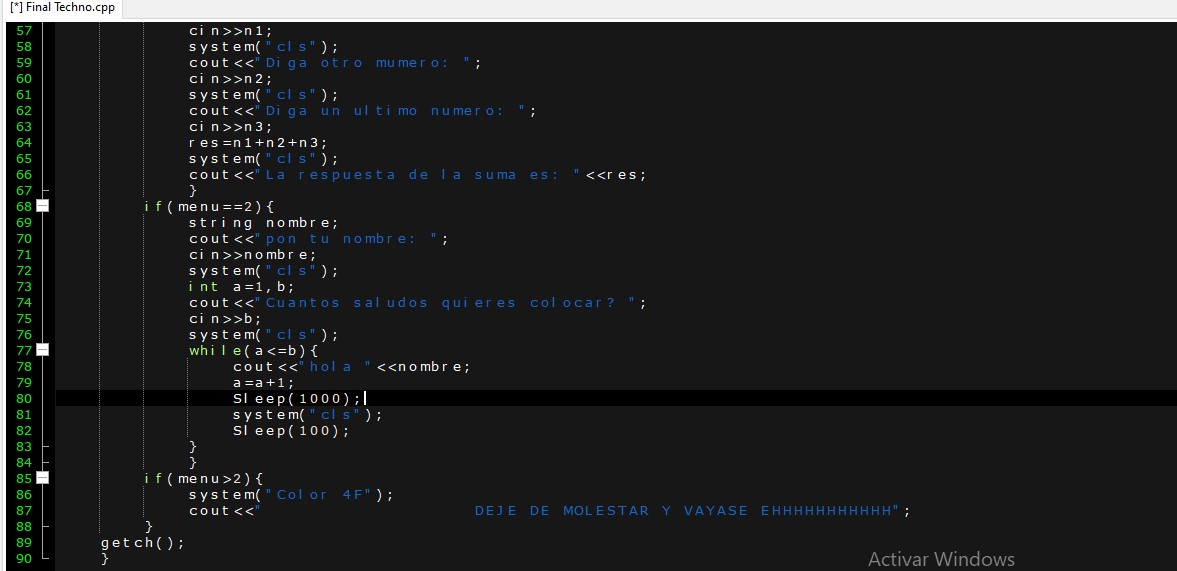 [*] Final Techno.cpp
57 cin>>n1;
58 system("cls");
59 cout<<"Diga otro mumero: ";
60 cin>>n2;
61 system("cls");
62 cout<<"Diga un ultimo numero: ";
63 cin>>n3;
64 res=n1+n2+n3;
65 system("cls");
66 cout<<"La respuesta de la suma es: "<<res;
67 }
68 if(menu==2){
69 string nombre;
70 cout<<"pon tu nombre: ";
71 cin>>nombre;
72 system("cls");
73 int a=1,b;
74 cout<<"Cuantos saludos quieres colocar? ";
75 cin>>b;
76 system("cls");
77 while(a<=b){
78 cout<<"hola "<<nombre;
79 a=a+1;
80 Sleep(1000);
81 system("cls");
82 Sleep(100);
83 }
84 }
85 if(menu>2){
86 system("Color 4F");
87 cout<<" DEJE DE MOLESTAR Y VAYASE EHHHHHHHHHHH";
88 }
89 getch();
90 }
Activar Windows